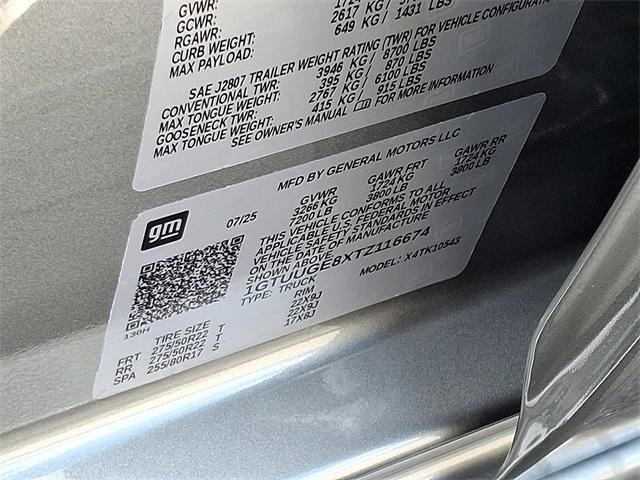 GVWR:
GCWR: 2617 KG /
RGAWR: 649 KG / 1431 LBS
CURB WEIGHT:
MAX PAYLOAD:
SAE J2807 TRAILER WEIGHT RATING (TWR) FOR VEHICLE CONFIGURATION
CONVENTIONAL TWR: 3946 KG / 8700 LBS
MAX TONGUE WEIGHT: 395 KG / 870 LBS
GOOSENECK TWR: 2767 KG / 6100 LBS
MAX TONGUE WEIGHT: 415 KG / 915 LBS
SEE OWNER'S MANUAL FOR MORE INFORMATION
gm
MFD BY GENERAL MOTORS LLC
07/25
GVWR GAWR FRT GAWR RR
3266 KG 1724 KG 1724 KG
7200 LB 3800 LB 3800 LB
THIS VEHICLE CONFORMS TO ALL
APPLICABLE U.S. FEDERAL MOTOR
VEHICLE SAFETY STANDARDS IN EFFECT
ON THE DATE OF MANUFACTURE
SHOWN ABOVE
1GTUUGE8XTZ116674
TYPE: TRUCK MODEL: X4TK10543
130H
TIRE SIZE RIM
FRT 275/50R22 T 22X9J
RR 275/50R22 T 22X9J
SPA 255/80R17 S 17X8J